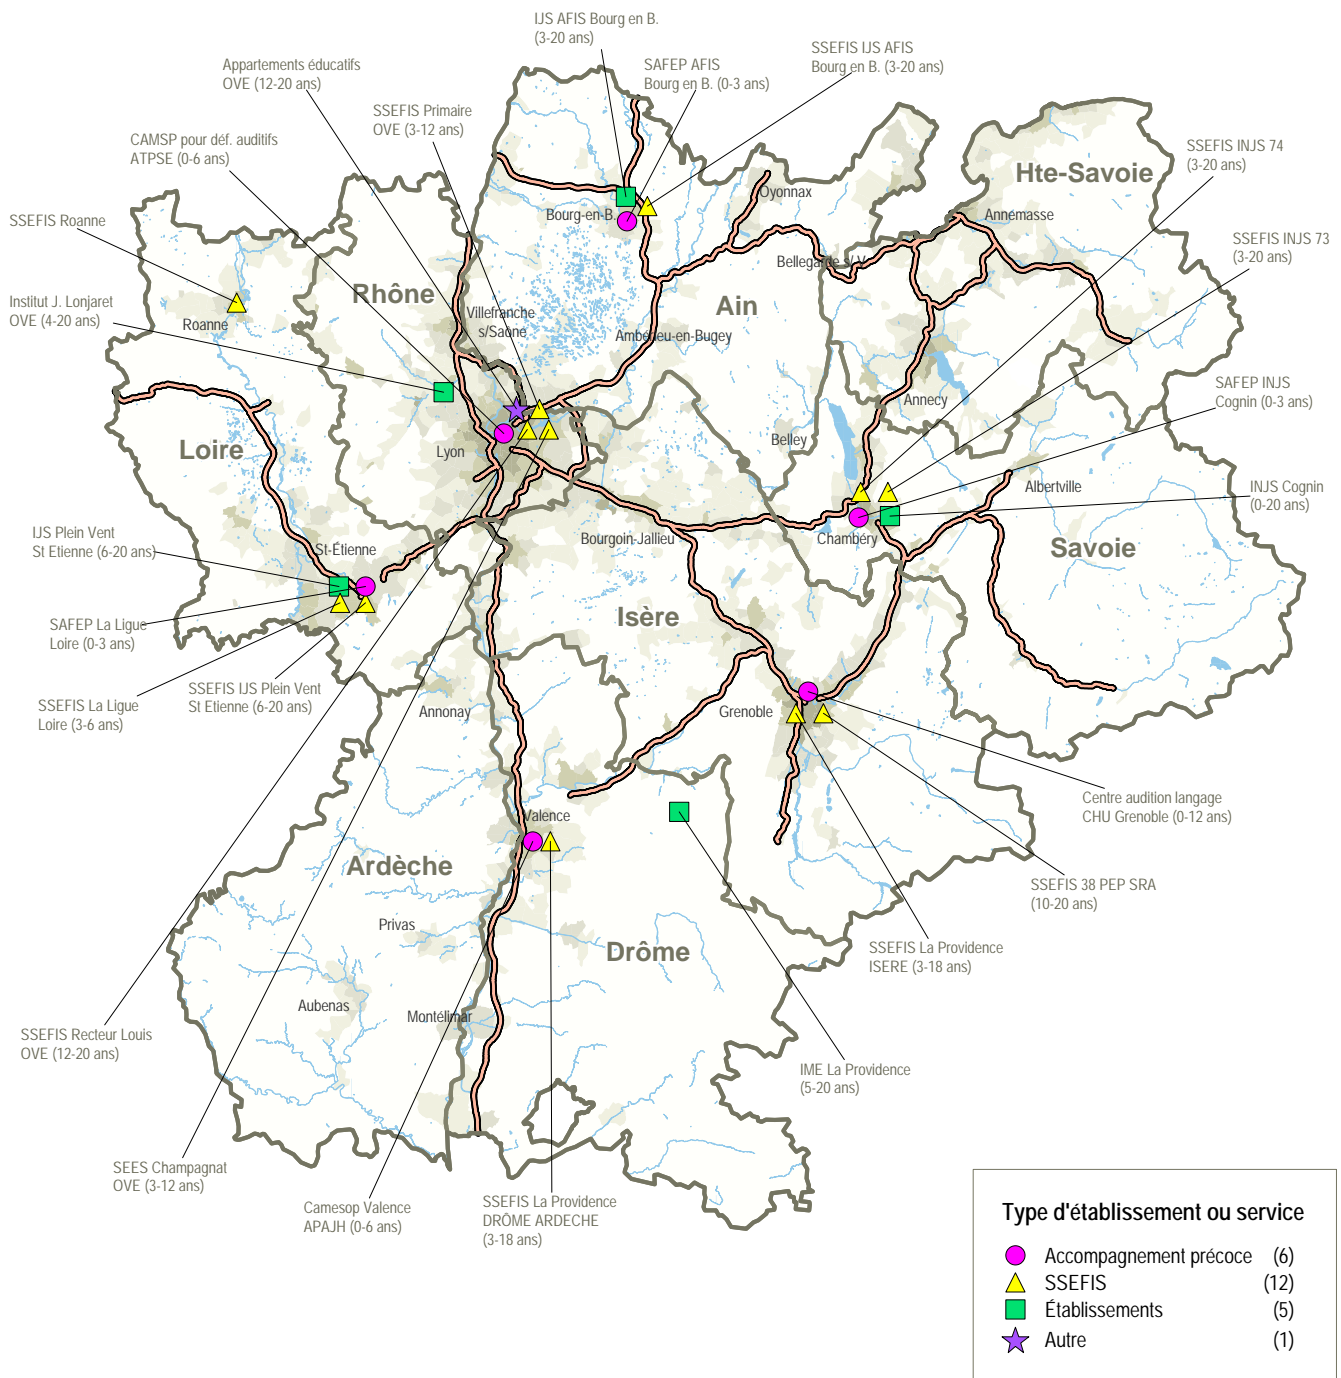 IJS AFIS Bourg en B.
(3-20 ans)
SSEFIS IJS AFIS
Bourg en B. (3-20 ans)
Appartements éducatifs
OVE (12-20 ans)
SAFEP AFIS
Bourg en B. (0-3 ans)
SSEFIS Primaire
OVE (3-12 ans)
CAMSP pour déf. auditifs
ATPSE (0-6 ans)
SSEFIS INJS 74
(3-20 ans)
Hte-Savoie
Oyonnax
SSEFIS Roanne
Bourg-en-B.
Annemasse
SSEFIS INJS 73
(3-20 ans)
Bellegarde s/ V.
Rhône
Ain
Institut J. Lonjaret
OVE (4-20 ans)
Roanne
Villefranche
s/Saône
Ambérieu-en-Bugey
SAFEP INJS
Cognin (0-3 ans)
Annecy
Loire
Lyon
Belley
Albertville
INJS Cognin
(0-20 ans)
IJS Plein Vent
St Etienne (6-20 ans)
St-Étienne
Bourgoin-Jallieu
Chambéry
Savoie
Isère
SAFEP La Ligue
Loire (0-3 ans)
SSEFIS IJS Plein Vent
St Etienne (6-20 ans)
SSEFIS La Ligue
Loire (3-6 ans)
Annonay
Grenoble
Centre audition langage
CHU Grenoble (0-12 ans)
Valence
Ardèche
SSEFIS 38 PEP SRA
(10-20 ans)
Privas
Drôme
SSEFIS La Providence
ISERE (3-18 ans)
Aubenas
Montélimar
SSEFIS Recteur Louis
OVE (12-20 ans)
IME La Providence
(5-20 ans)
SEES Champagnat
OVE (3-12 ans)
Camesop Valence
APAJH (0-6 ans)
SSEFIS La Providence
DRÔME ARDECHE
(3-18 ans)
Type d'établissement ou service
Accompagnement précoce (6)
SSEFIS (12)
Établissements (5)
Autre (1)